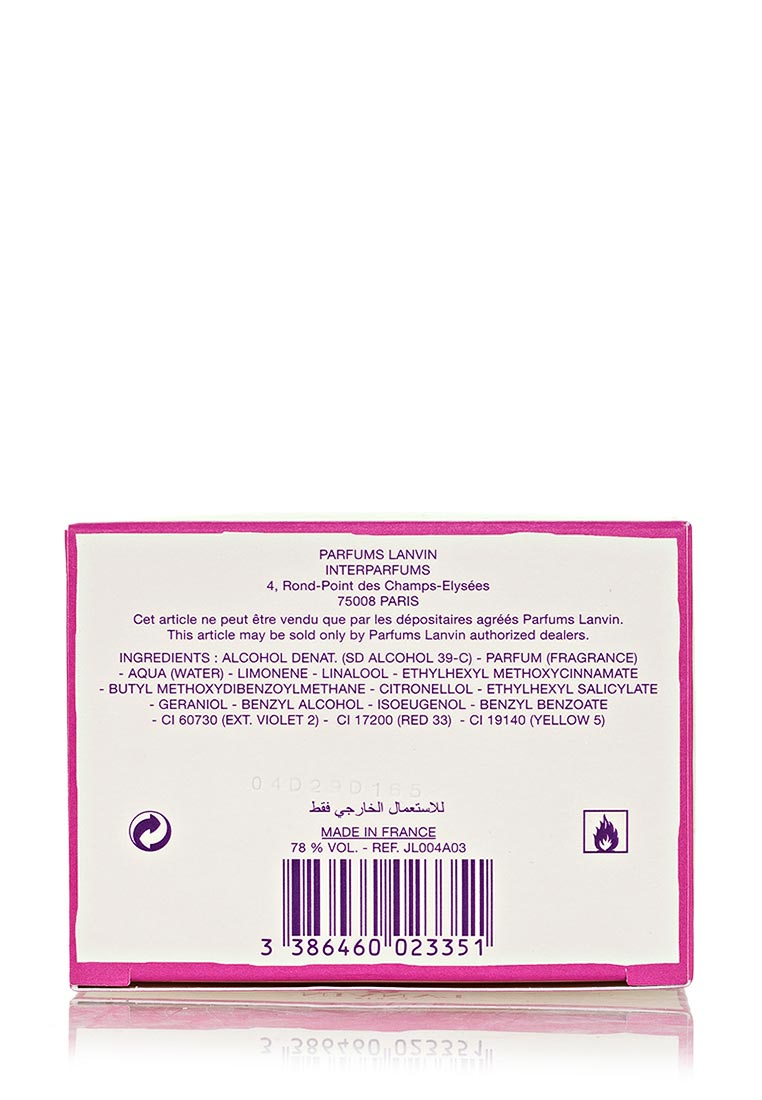 PARFUMS LANVIN
INTERPARFUMS
4, Rond-Point des Champs-Elysées
75008 PARIS
Cet article ne peut être vendu que par les dépositaires agréés Parfums Lanvin.
This article may be sold only by Parfums Lanvin authorized dealers.
INGREDIENTS : ALCOHOL DENAT. (SD ALCOHOL 39-C) - PARFUM (FRAGRANCE)
- AQUA (WATER) - LIMONENE - LINALOOL - ETHYLHEXYL METHOXYCINNAMATE
- BUTYL METHOXYDIBENZOYLMETHANE - CITRONELLOL - ETHYLHEXYL SALICYLATE
- GERANIOL - BENZYL ALCOHOL - ISOEUGENOL - BENZYL BENZOATE
- CI 60730 (EXT. VIOLET 2) - CI 17200 (RED 33) - CI 19140 (YELLOW 5)
04D29D165
للاستعمال الخارجي فقط
MADE IN FRANCE
78 % VOL. - REF. JL004A03
3 386460 023351